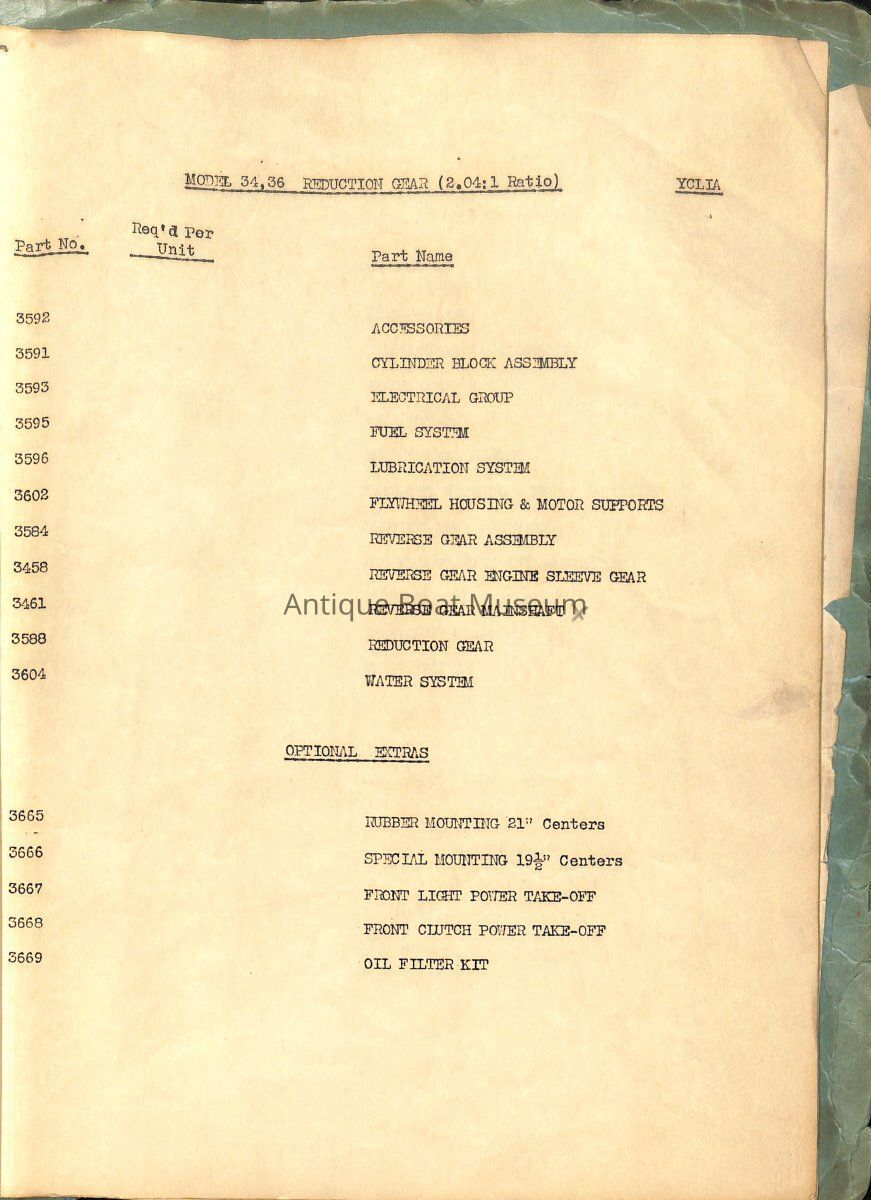 MODEL 34,36 REDUCTION GEAR (2.04:1 Ratio) YCLIA
Part No. Req'd Per Unit Part Name
3592 ACCESSORIES
3591 CYLINDER BLOCK ASSEMBLY
3593 ELECTRICAL GROUP
3595 FUEL SYSTEM
3596 LUBRICATION SYSTEM
3602 FLYWHEEL HOUSING & MOTOR SUPPORTS
3584 REVERSE GEAR ASSEMBLY
3458 REVERSE GEAR ENGINE SLEEVE GEAR
3461 REVERSE GEAR MAINSHAFT x
Antique Boat Museum
3588 REDUCTION GEAR
3604 WATER SYSTEM
OPTIONAL EXTRAS
3665 RUBBER MOUNTING 21" Centers
3666 SPECIAL MOUNTING 19½" Centers
3667 FRONT LIGHT POWER TAKE-OFF
3668 FRONT CLUTCH POWER TAKE-OFF
3669 OIL FILTER KIT